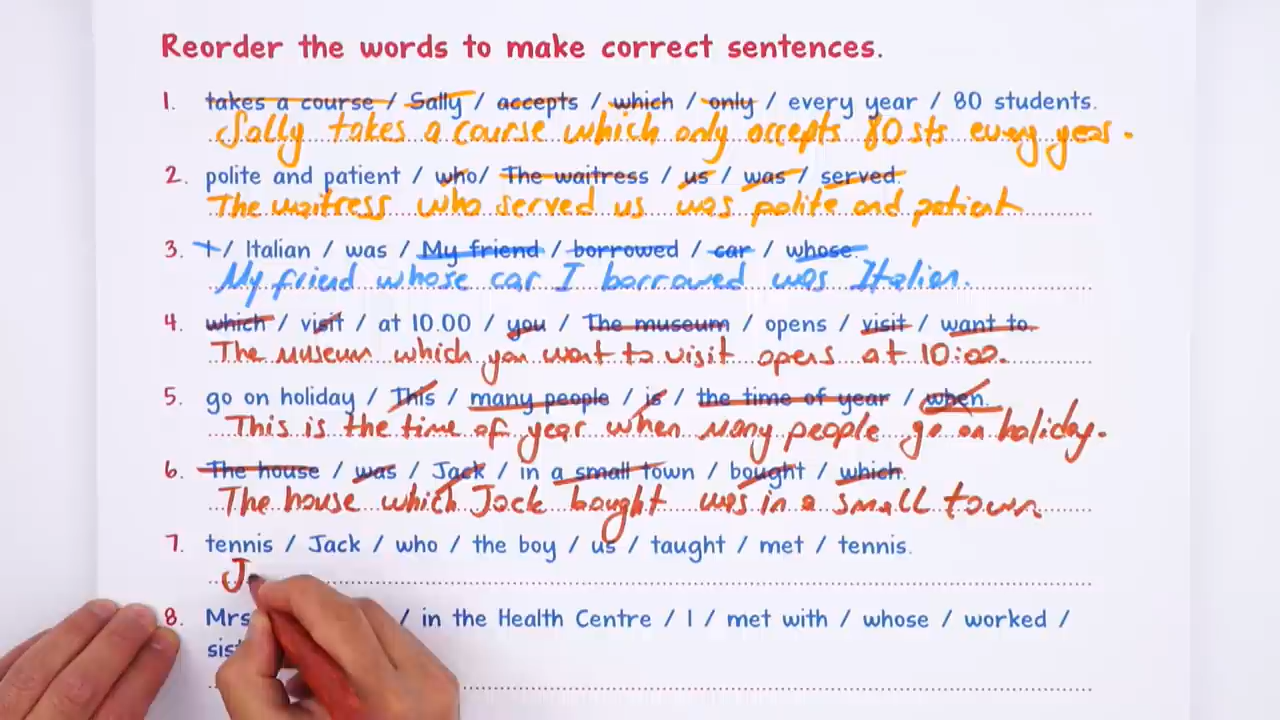 Reorder the words to make correct sentences.
1. takes a course / Sally / accepts / which / only / every year / 80 students.
Sally takes a course which only accepts 80 sts every year.
2. polite and patient / who/ The waitress / us / was / served.
The waitress who served us was polite and patient
3. I / Italian / was / My friend / borrowed / car / whose.
My friend whose car I borrowed was Italian.
4. which / visit / at 10.00 / you / The museum / opens / visit / want to.
The museum which you want to visit opens at 10:00.
5. go on holiday / This / many people / is / the time of year / when.
This is the time of year when many people go on holiday.
6. The house / was / Jack / in a small town / bought / which.
The house which Jack bought was in a small town
7. tennis / Jack / who / the boy / us / taught / met / tennis.
J
8. Mrs / in the Health Centre / I / met with / whose / worked /